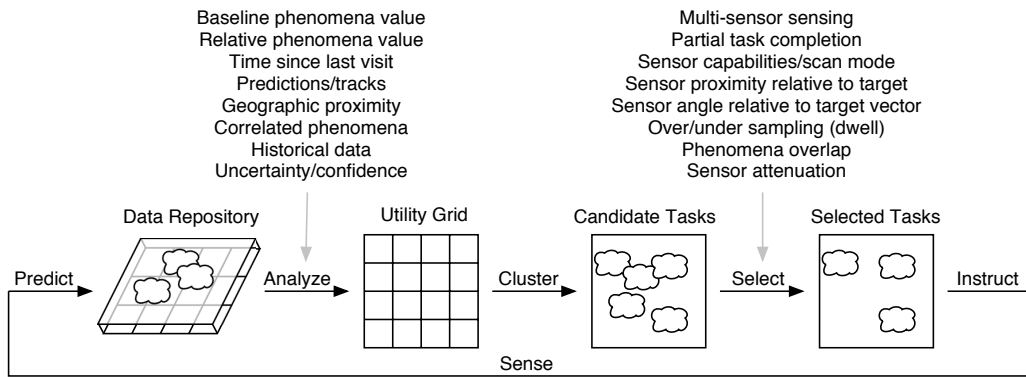 Baseline phenomena value
Relative phenomena value
Time since last visit
Predictions/tracks
Geographic proximity
Correlated phenomena
Historical data
Uncertainty/confidence
Multi-sensor sensing
Partial task completion
Sensor capabilities/scan mode
Sensor proximity relative to target
Sensor angle relative to target vector
Over/under sampling (dwell)
Phenomena overlap
Sensor attenuation
Data Repository
Utility Grid
Candidate Tasks
Selected Tasks
Predict
Analyze
Cluster
Select
Instruct
Sense